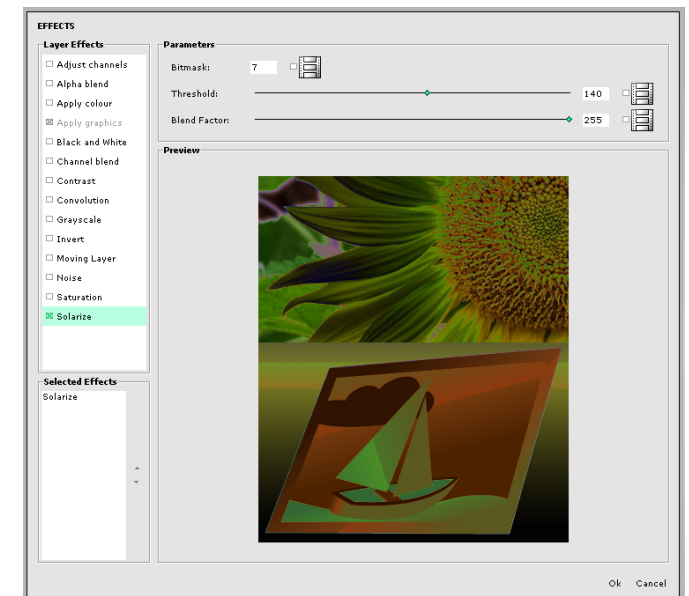 EFFECTS
Layer Effects
Adjust channels
Alpha blend
Apply colour
Apply graphics
Black and White
Channel blend
Contrast
Convolution
Grayscale
Invert
Moving Layer
Noise
Saturation
Solarize
Selected Effects
Solarize
Parameters
Bitmask: 7
Threshold: 140
Blend Factor: 255
Preview
Ok Cancel